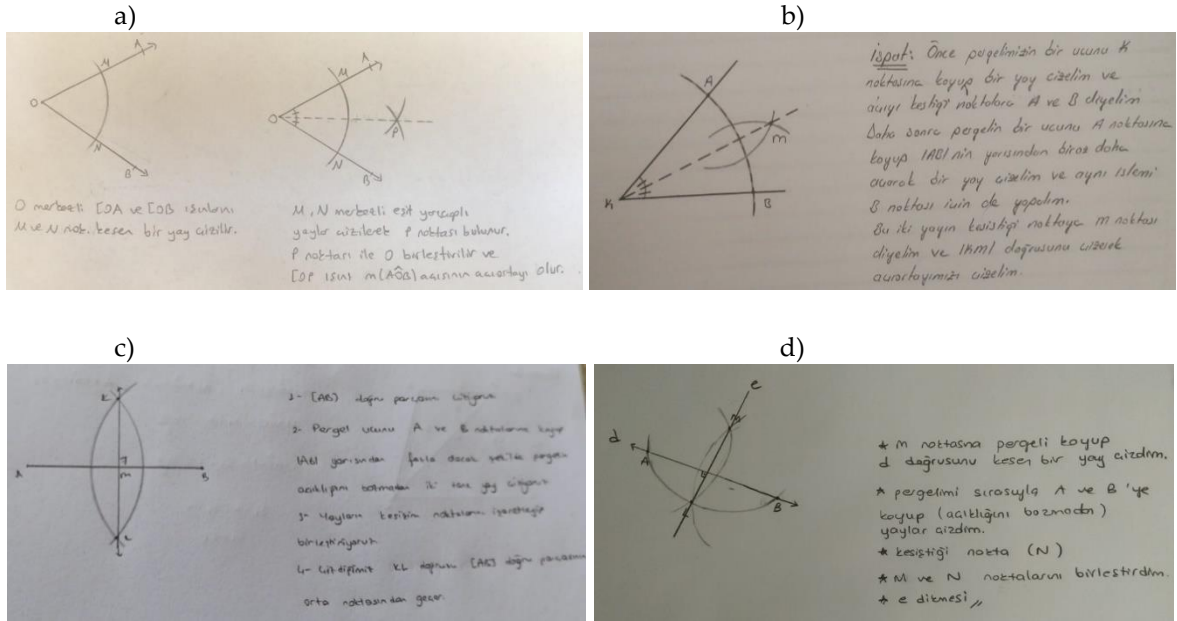 a)
O
M
A
N
B
O
M
A
P
N
B
O merkezli [OA ve [OB ışınlarını
M ve N nok. kesen bir yay çizilir.
M, N merkezli eşit yarıçaplı
yaylar çizilerek P noktası bulunur.
P noktası ile O birleştirilir ve
[OP ışını m(AÔB) açısının açıortayı olur.
b)
A
m
K
B
İspat: Önce pergelimizin bir ucunu K
noktasına koyup bir yay çizelim ve
açıyı kestiği noktalara A ve B diyelim
Daha sonra pergelin bir ucunu A noktasına
koyup |AB|'nin yarısından biraz daha
açarak bir yay çizelim ve aynı işlemi
B noktası için de yapalım.
Bu iki yayın kesiştiği noktaya m noktası
diyelim ve |KM| doğrusunu çizerek
açıortayımızı çizelim.
c)
K
A
m
B
L
1- [AB] doğru parçasını çiziyoruz
2- Pergel ucunu A ve B noktalarına koyup
|AB| yarısından fazla olacak şekilde pergelin
açıklığını bozmadan iki tane yay çiziyoruz
3- Yayların kesişim noktalarını işaretleyip
birleştiriyoruz
4- Çizdiğimiz KL doğrusu [AB] doğru parçasının
orta noktasından geçer.
d)
e
d
A
B
* M noktasına pergeli koyup
d doğrusunu kesen bir yay çizdim.
* pergelimi sırasıyla A ve B'ye
koyup (açıklığını bozmadan)
yaylar çizdim.
* kesiştiği nokta (N)
* M ve N noktalarını birleştirdim.
* e dikmesi //